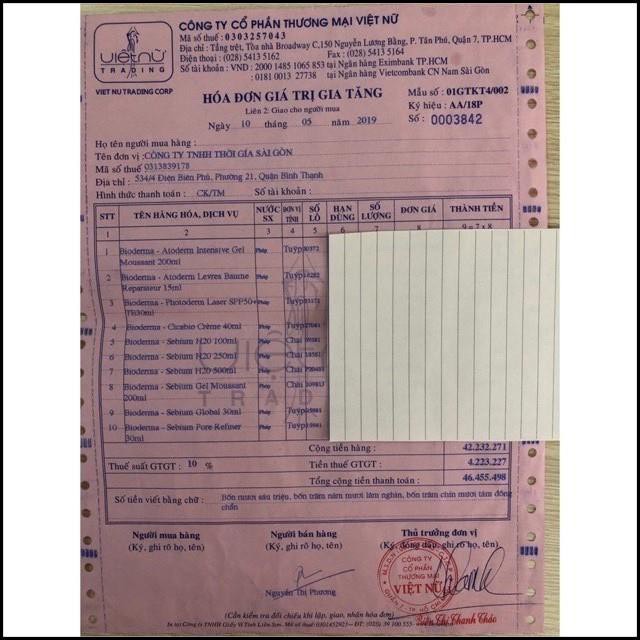 VIỆT NỮ
TRADING
VIET NU TRADING CORP
CÔNG TY CỔ PHẦN THƯƠNG MẠI VIỆT NỮ
Mã số thuế : 0303257043
Địa chỉ : Tầng trệt, Tòa nhà Broadway C,150 Nguyễn Lương Bằng, P. Tân Phú, Quận 7, TP.HCM
Điện thoại : (028) 5413 5162 Fax : (028) 5413 5164
Số tài khoản : VND : 2000 1485 1065 853 tại Ngân hàng Eximbank TP.HCM
: 0181 0013 27738 tại Ngân hàng Vietcombank CN Nam Sài Gòn
HÓA ĐƠN GIÁ TRỊ GIA TĂNG
Liên 2: Giao cho người mua
Ngày 10 tháng 05 năm 2019
Mẫu số : 01GTKT4/002
Ký hiệu : AA/18P
Số : 0003842
Họ tên người mua hàng :
Tên đơn vị : CÔNG TY TNHH THỜI GÍA SÀI GÒN
Mã số thuế 0313839178
Địa chỉ : 534/4 Điện Biên Phủ, Phường 21, Quận Bình Thạnh
Hình thức thanh toán : CK/TM Số tài khoản :
STT TÊN HÀNG HÓA, DỊCH VỤ NƯỚC SX ĐƠN VỊ TÍNH SỐ LÔ HẠN DÙNG SỐ LƯỢNG ĐƠN GIÁ THÀNH TIỀN
1 2 3 4 5 6 7 8 9 = 7 x 8
1 Bioderma - Atoderm Intensive Gel Pháp Tuýp
Moussant 200ml
2 Bioderma - Atoderm Levres Baume Pháp Tuýp
Reparateur 15ml
3 Bioderma - Photoderm Laser SPF50+ Pháp Tuýp
Tb30ml
4 Bioderma - Cicabio Crème 40ml Pháp Tuýp
5 Bioderma - Sebium H20 100ml Pháp Chai
6 Bioderma - Sebium H20 250ml Pháp Chai
7 Bioderma - Sebium H20 500ml Pháp Chai
8 Bioderma - Sebium Gel Moussant Pháp Chai
200ml
9 Bioderma - Sebium Global 30ml Pháp Tuýp
10 Bioderma - Sebium Pore Refiner Pháp Tuýp
30ml
Cộng tiền hàng : 42.232.271
Thuế suất GTGT : 10 % Tiền thuế GTGT : 4.223.227
Tổng cộng tiền thanh toán : 46.455.498
Số tiền viết bằng chữ : Bốn mươi sáu triệu, bốn trăm năm mươi lăm nghìn, bốn trăm chín mươi tám đồng
chẵn
Người mua hàng Người bán hàng Thủ trưởng đơn vị
(Ký, ghi rõ họ, tên) (Ký, ghi rõ họ, tên) (Ký, đóng dấu, ghi rõ họ, tên)
CÔNG TY
CỔ PHẦN
THƯƠNG MẠI
VIỆT NỮ
Nguyễn Thị Phương
(Cần kiểm tra đối chiếu khi lập, giao, nhận hóa đơn)